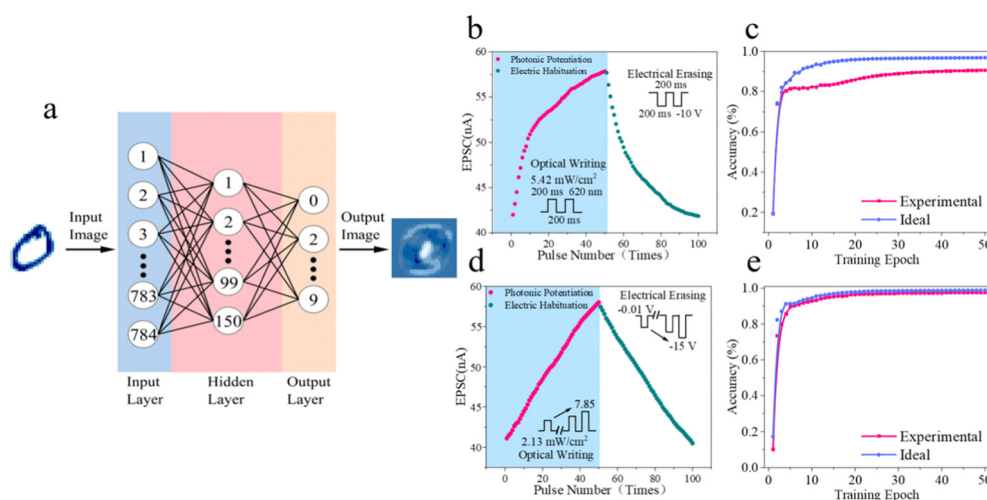 a
Input
Image
1
2
3
783
784
1
2
99
150
0
2
9
Output
Image
Input
Layer
Hidden
Layer
Output
Layer
b
60
55
50
45
40
EPSC(nA)
Photonic Potentiation
Electric Habituation
Electrical Erasing
200 ms
200 ms -10 V
Optical Writing
5.42 mW/cm²
200 ms 620 nm
200 ms
0 20 40 60 80 100
Pulse Number (Times)
c
1.0
0.8
0.6
0.4
0.2
0.0
Accuracy (%)
Experimental
Ideal
0 10 20 30 40 50
Training Epoch
d
60
55
50
45
40
EPSC(nA)
Photonic Potentiation
Electric Habituation
Electrical Erasing
-0.01 V
-15 V
7.85
2.13 mW/cm²
Optical Writing
0 20 40 60 80 100
Pulse Number (Times)
e
1.0
0.8
0.6
0.4
0.2
0.0
Accuracy (%)
Experimental
Ideal
0 10 20 30 40 50
Training Epoch